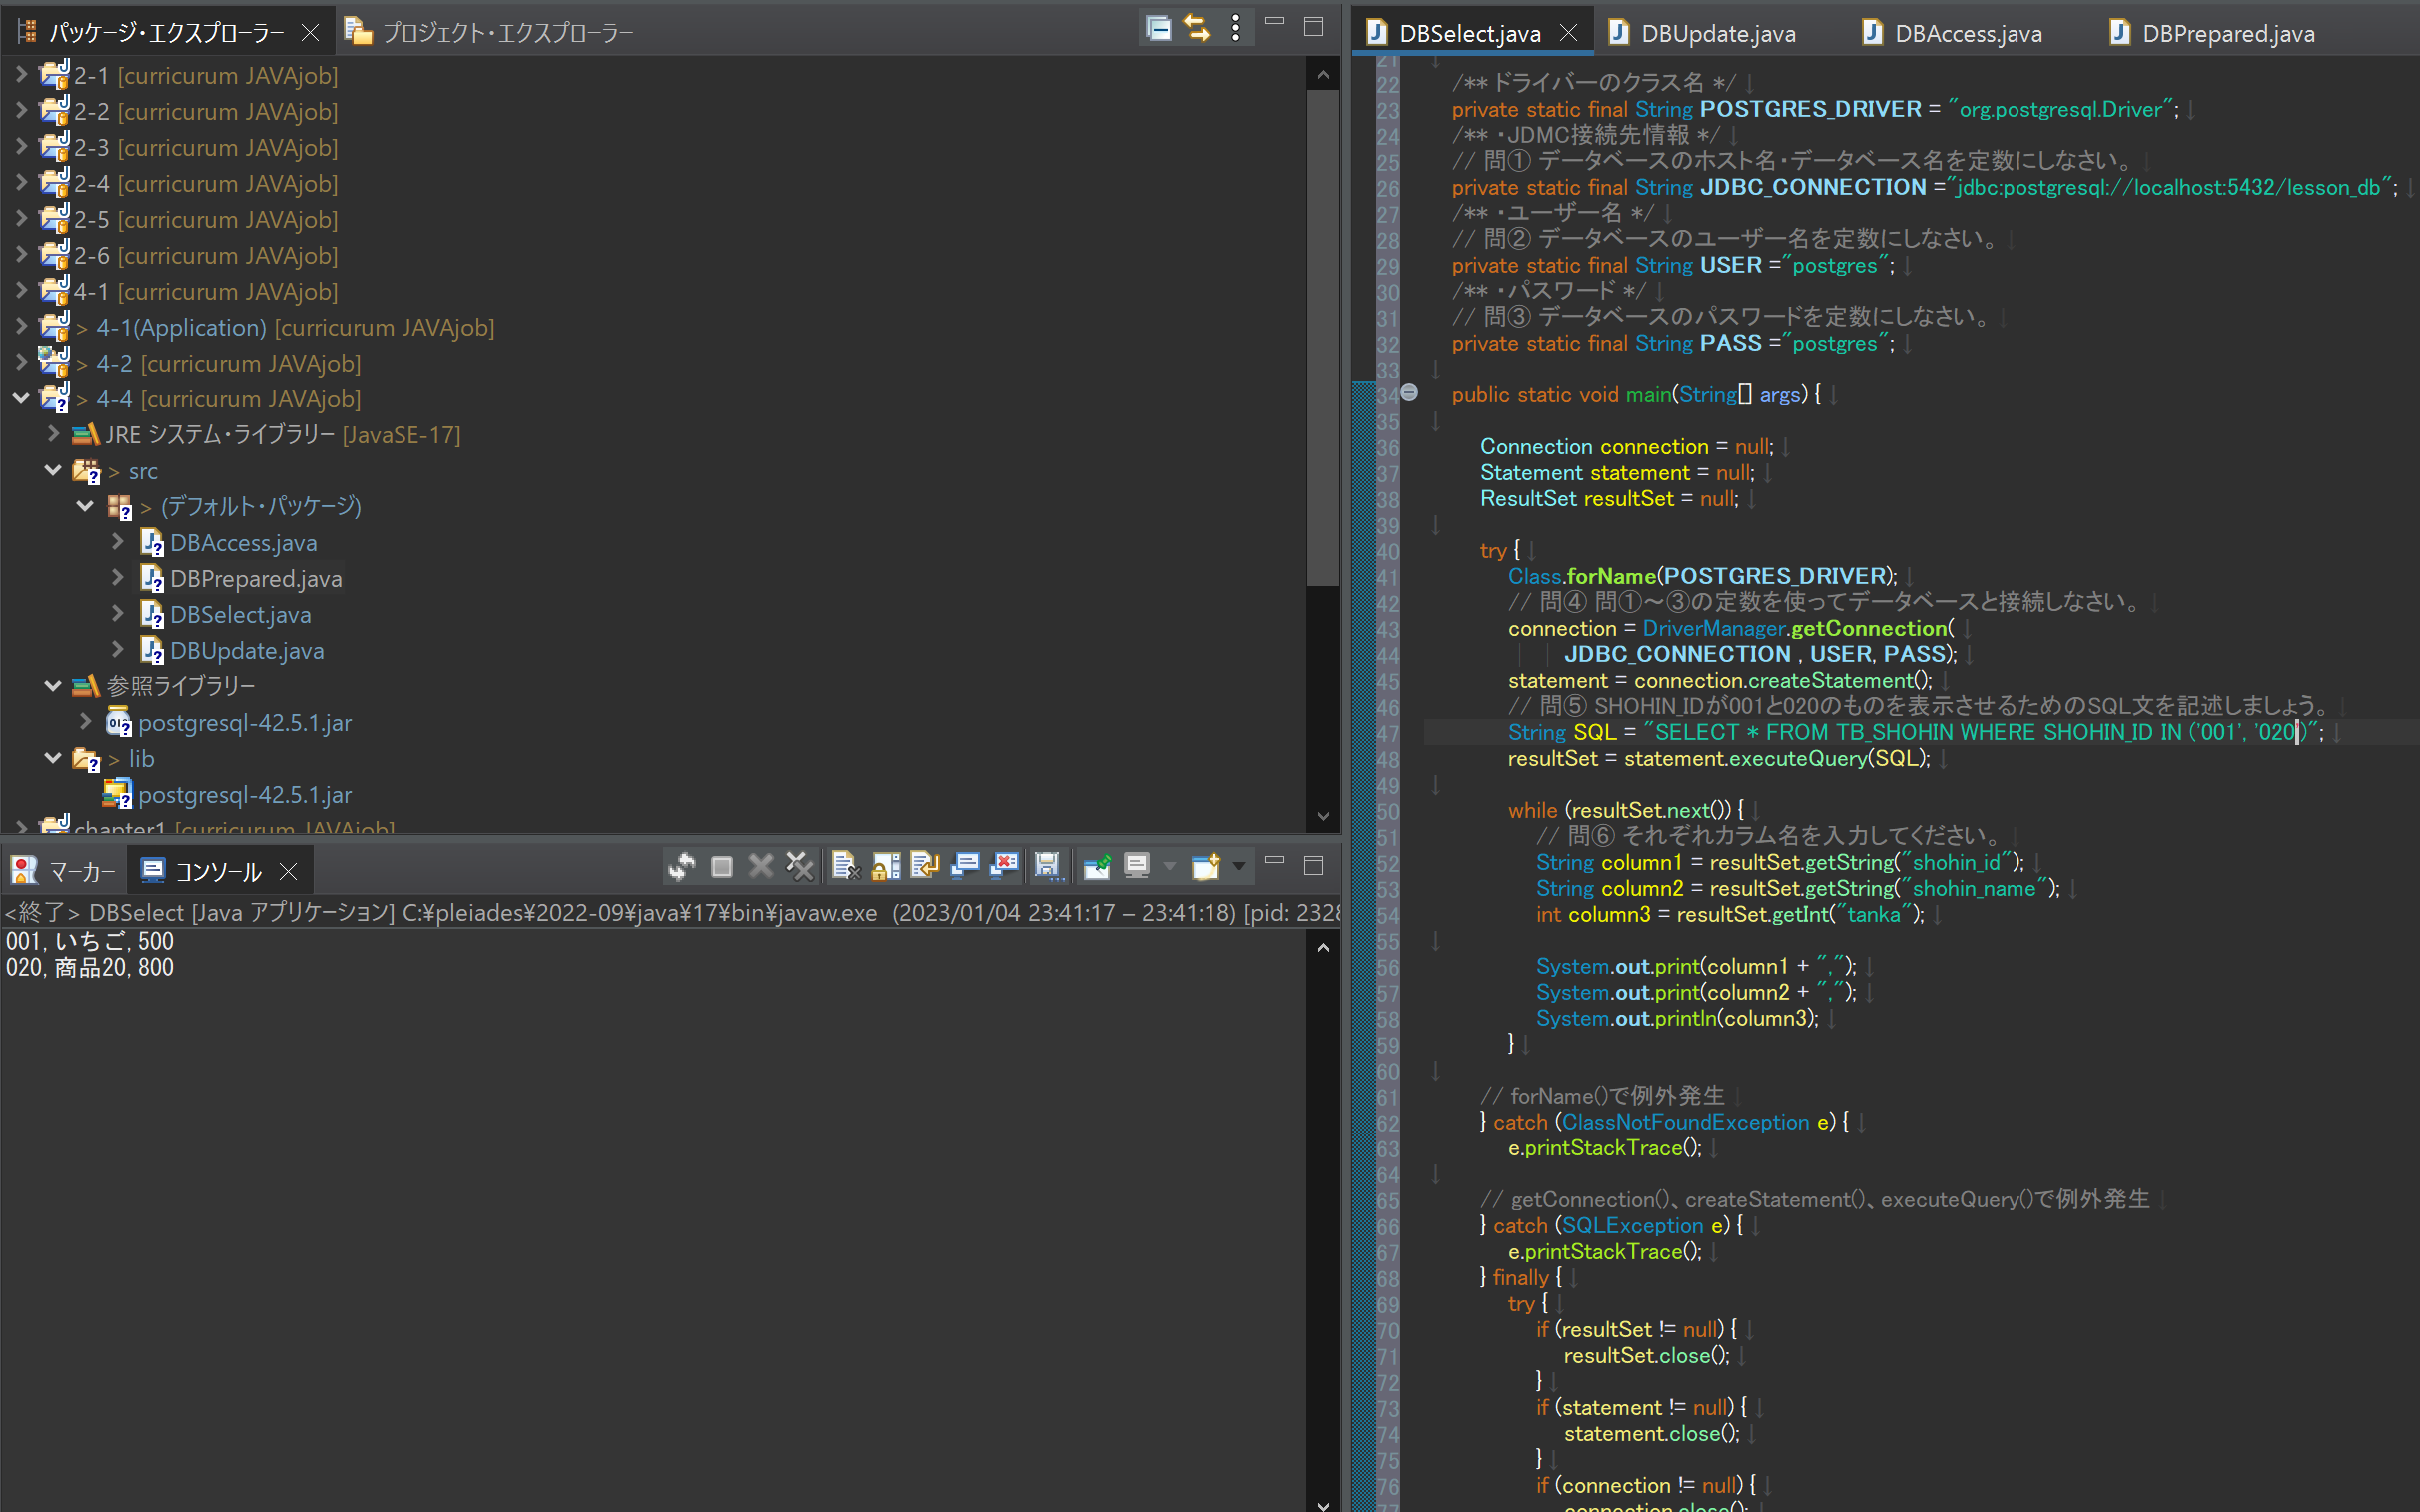 パッケージ・エクスプローラー
プロジェクト・エクスプローラー
2-1 [curricurum JAVAjob]
2-2 [curricurum JAVAjob]
2-3 [curricurum JAVAjob]
2-4 [curricurum JAVAjob]
2-5 [curricurum JAVAjob]
2-6 [curricurum JAVAjob]
4-1 [curricurum JAVAjob]
> 4-1(Application) [curricurum JAVAjob]
> 4-2 [curricurum JAVAjob]
> 4-4 [curricurum JAVAjob]
JRE システム・ライブラリー [JavaSE-17]
> src
> (デフォルト・パッケージ)
DBAccess.java
DBPrepared.java
DBSelect.java
DBUpdate.java
参照ライブラリー
postgresql-42.5.1.jar
> lib
postgresql-42.5.1.jar
chapter1 [curricurum JAVAjob]
マーカー
コンソール
<終了> DBSelect [Java アプリケーション] C:¥pleiades¥2022-09¥java¥17¥bin¥javaw.exe (2023/01/04 23:41:17 – 23:41:18) [pid: 2328
001,いちご,500
020,商品20,800
DBSelect.java
DBUpdate.java
DBAccess.java
DBPrepared.java
21
22 /** ドライバーのクラス名 */
23 private static final String POSTGRES_DRIVER = "org.postgresql.Driver";
24 /** ・JDMC接続先情報 */
25 // 問① データベースのホスト名・データベース名を定数にしなさい。
26 private static final String JDBC_CONNECTION ="jdbc:postgresql://localhost:5432/lesson_db";
27 /** ・ユーザー名 */
28 // 問② データベースのユーザー名を定数にしなさい。
29 private static final String USER ="postgres";
30 /** ・パスワード */
31 // 問③ データベースのパスワードを定数にしなさい。
32 private static final String PASS ="postgres";
33
34 public static void main(String[] args) {
35
36 Connection connection = null;
37 Statement statement = null;
38 ResultSet resultSet = null;
39
40 try {
41 Class.forName(POSTGRES_DRIVER);
42 // 問④ 問①～③の定数を使ってデータベースと接続しなさい。
43 connection = DriverManager.getConnection(
44 JDBC_CONNECTION , USER, PASS);
45 statement = connection.createStatement();
46 // 問⑤ SHOHIN_IDが001と020のものを表示させるためのSQL文を記述しましょう。
47 String SQL = "SELECT * FROM TB_SHOHIN WHERE SHOHIN_ID IN ('001', '020')";
48 resultSet = statement.executeQuery(SQL);
49
50 while (resultSet.next()) {
51 // 問⑥ それぞれカラム名を入力してください。
52 String column1 = resultSet.getString("shohin_id");
53 String column2 = resultSet.getString("shohin_name");
54 int column3 = resultSet.getInt("tanka");
55
56 System.out.print(column1 + ",");
57 System.out.print(column2 + ",");
58 System.out.println(column3);
59 }
60
61 // forName()で例外発生
62 } catch (ClassNotFoundException e) {
63 e.printStackTrace();
64
65 // getConnection()、createStatement()、executeQuery()で例外発生
66 } catch (SQLException e) {
67 e.printStackTrace();
68 } finally {
69 try {
70 if (resultSet != null) {
71 resultSet.close();
72 }
73 if (statement != null) {
74 statement.close();
75 }
76 if (connection != null) {
77 connection.close();